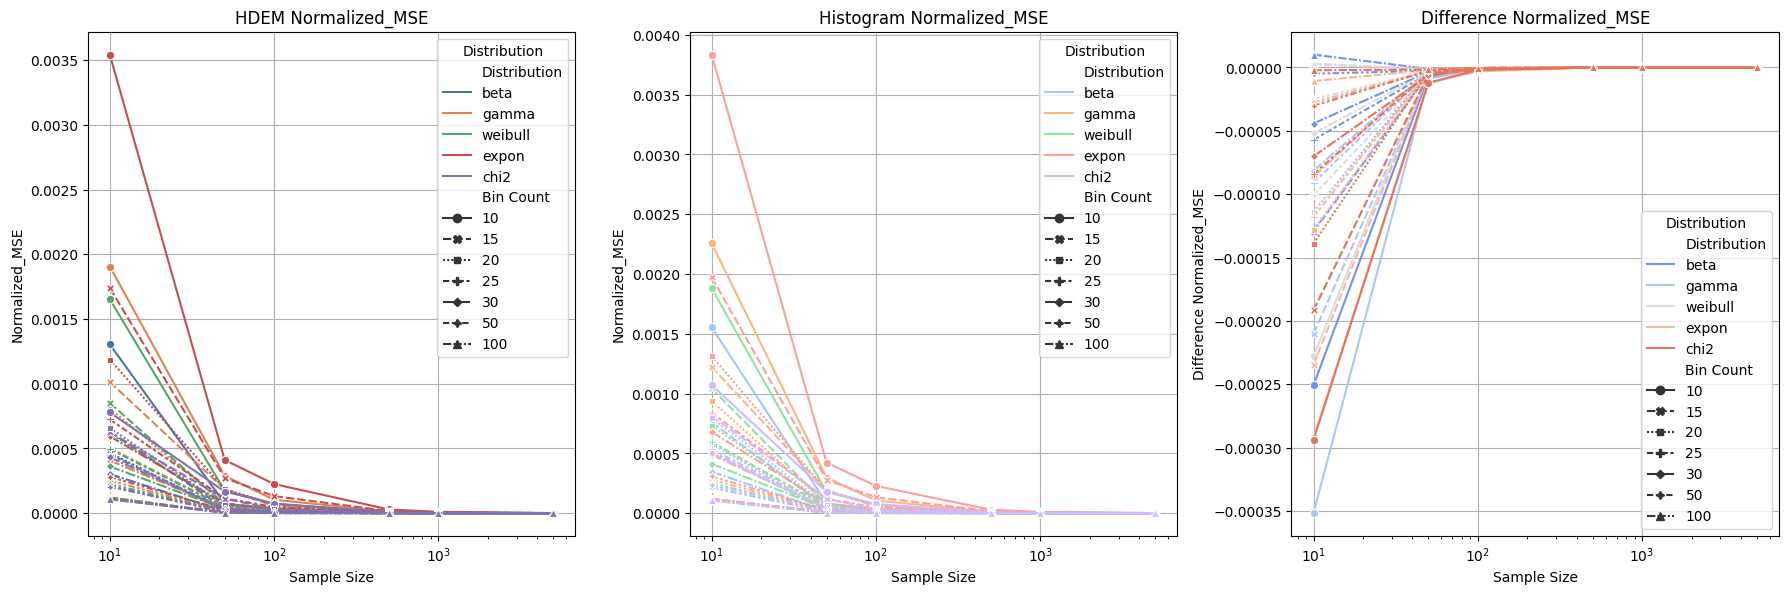 HDEM Normalized_MSE
Normalized_MSE
0.0035
0.0030
0.0025
0.0020
0.0015
0.0010
0.0005
0.0000
10¹
10²
10³
Sample Size
Distribution
Distribution
beta
gamma
weibull
expon
chi2
Bin Count
10
15
20
25
30
50
100
Histogram Normalized_MSE
Normalized_MSE
0.0040
0.0035
0.0030
0.0025
0.0020
0.0015
0.0010
0.0005
0.0000
10¹
10²
10³
Sample Size
Distribution
Distribution
beta
gamma
weibull
expon
chi2
Bin Count
10
15
20
25
30
50
100
Difference Normalized_MSE
Difference Normalized_MSE
0.00000
−0.00005
−0.00010
−0.00015
−0.00020
−0.00025
−0.00030
−0.00035
10¹
10²
10³
Sample Size
Distribution
Distribution
beta
gamma
weibull
expon
chi2
Bin Count
10
15
20
25
30
50
100